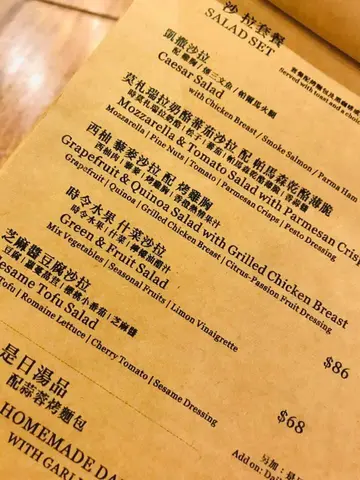 沙拉套餐
SALAD SET
Served with toast and a
凱撒沙拉
配 雞胸 / 煙三文魚 / 帕爾馬火腿
Caesar Salad
with Chicken Breast / Smoke Salmon / Parma Ham
莫札瑞拉奶酪蕃茄沙拉 配 帕馬森乾酪薄脆
Mozzarella & Tomato Salad with Parmesan Crisps
Mozzarella | Pine Nuts | Tomato | Parmesan Crisps | Pesto Dressing
西柚 藜麥沙拉 配 烤雞胸
Grapefruit & Quinoa Salad with Grilled Chicken Breast
Grapefruit | Quinoa | Grilled Chicken Breast | Citrus-Passion Fruit Dressing
時令水果 什菜沙拉
Green & Fruit Salad
Mix Vegetables | Seasonal Fruits | Limon Vinaigrette
$86
芝麻醬豆腐沙拉
Sesame Tofu Salad
Tofu | Romaine Lettuce | Cherry Tomato | Sesame Dressing
$68
是日湯品
配蒜蓉烤麵包
另加:
Add on:
HOMEMADE
WITH